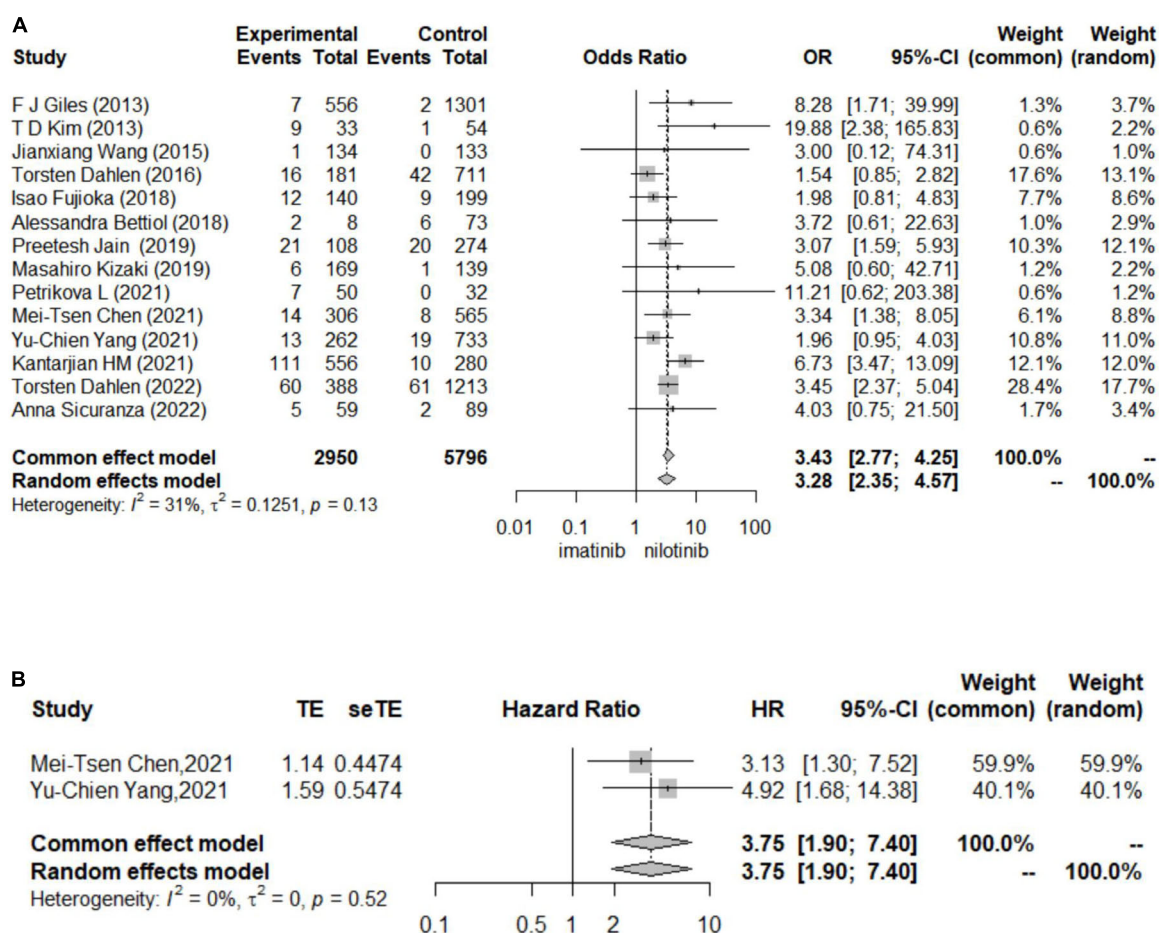 A
Experimental Control Weight Weight
Study Events Total Events Total Odds Ratio OR 95%-CI (common) (random)
F J Giles (2013) 7 556 2 1301 8.28 [1.71; 39.99] 1.3% 3.7%
T D Kim (2013) 9 33 1 54 19.88 [2.38; 165.83] 0.6% 2.2%
Jianxiang Wang (2015) 1 134 0 133 3.00 [0.12; 74.31] 0.6% 1.0%
Torsten Dahlen (2016) 16 181 42 711 1.54 [0.85; 2.82] 17.6% 13.1%
Isao Fujioka (2018) 12 140 9 199 1.98 [0.81; 4.83] 7.7% 8.6%
Alessandra Bettiol (2018) 2 8 6 73 3.72 [0.61; 22.63] 1.0% 2.9%
Preetesh Jain (2019) 21 108 20 274 3.07 [1.59; 5.93] 10.3% 12.1%
Masahiro Kizaki (2019) 6 169 1 139 5.08 [0.60; 42.71] 1.2% 2.2%
Petrikova L (2021) 7 50 0 32 11.21 [0.62; 203.38] 0.6% 1.2%
Mei-Tsen Chen (2021) 14 306 8 565 3.34 [1.38; 8.05] 6.1% 8.8%
Yu-Chien Yang (2021) 13 262 19 733 1.96 [0.95; 4.03] 10.8% 11.0%
Kantarjian HM (2021) 111 556 10 280 6.73 [3.47; 13.09] 12.1% 12.0%
Torsten Dahlen (2022) 60 388 61 1213 3.45 [2.37; 5.04] 28.4% 17.7%
Anna Sicuranza (2022) 5 59 2 89 4.03 [0.75; 21.50] 1.7% 3.4%
Common effect model 2950 5796 3.43 [2.77; 4.25] 100.0% --
Random effects model 3.28 [2.35; 4.57] -- 100.0%
Heterogeneity: I² = 31%, τ² = 0.1251, p = 0.13
0.01 0.1 1 10 100
imatinib nilotinib
B
Weight Weight
Study TE seTE Hazard Ratio HR 95%-CI (common) (random)
Mei-Tsen Chen,2021 1.14 0.4474 3.13 [1.30; 7.52] 59.9% 59.9%
Yu-Chien Yang,2021 1.59 0.5474 4.92 [1.68; 14.38] 40.1% 40.1%
Common effect model 3.75 [1.90; 7.40] 100.0% --
Random effects model 3.75 [1.90; 7.40] -- 100.0%
Heterogeneity: I² = 0%, τ² = 0, p = 0.52
0.1 0.5 1 2 10